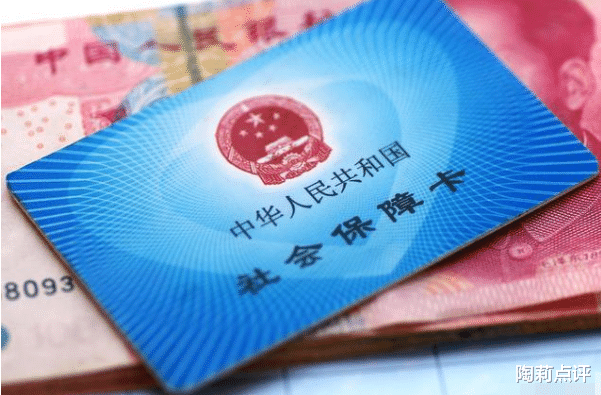 中国人民银行
中华人民共和国
社会保障卡
8093
陶莉点评